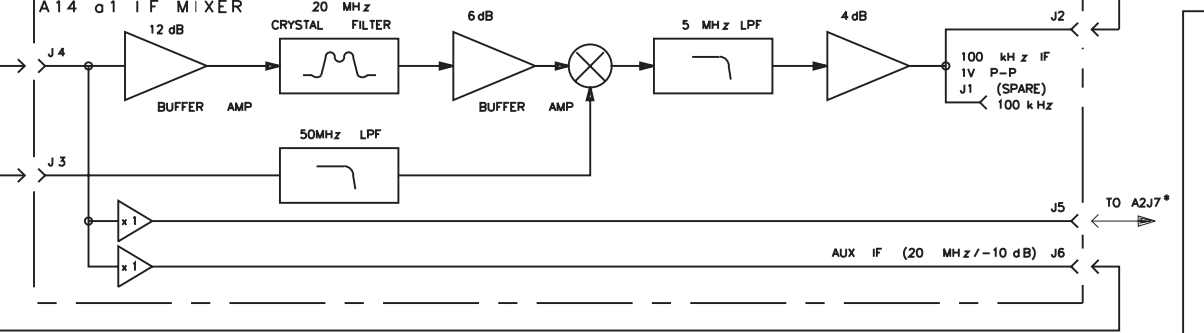 A14 a1 IF MIXER
J4
12 dB
BUFFER AMP
20 MHz
CRYSTAL FILTER
6 dB
BUFFER AMP
5 MHz LPF
4 dB
J2
100 kHz IF
1V P-P
J1 (SPARE)
100 kHz
J3
50MHz LPF
x 1
J5
TO A2J7*
x 1
AUX IF (20 MHz/-10 dB) J6